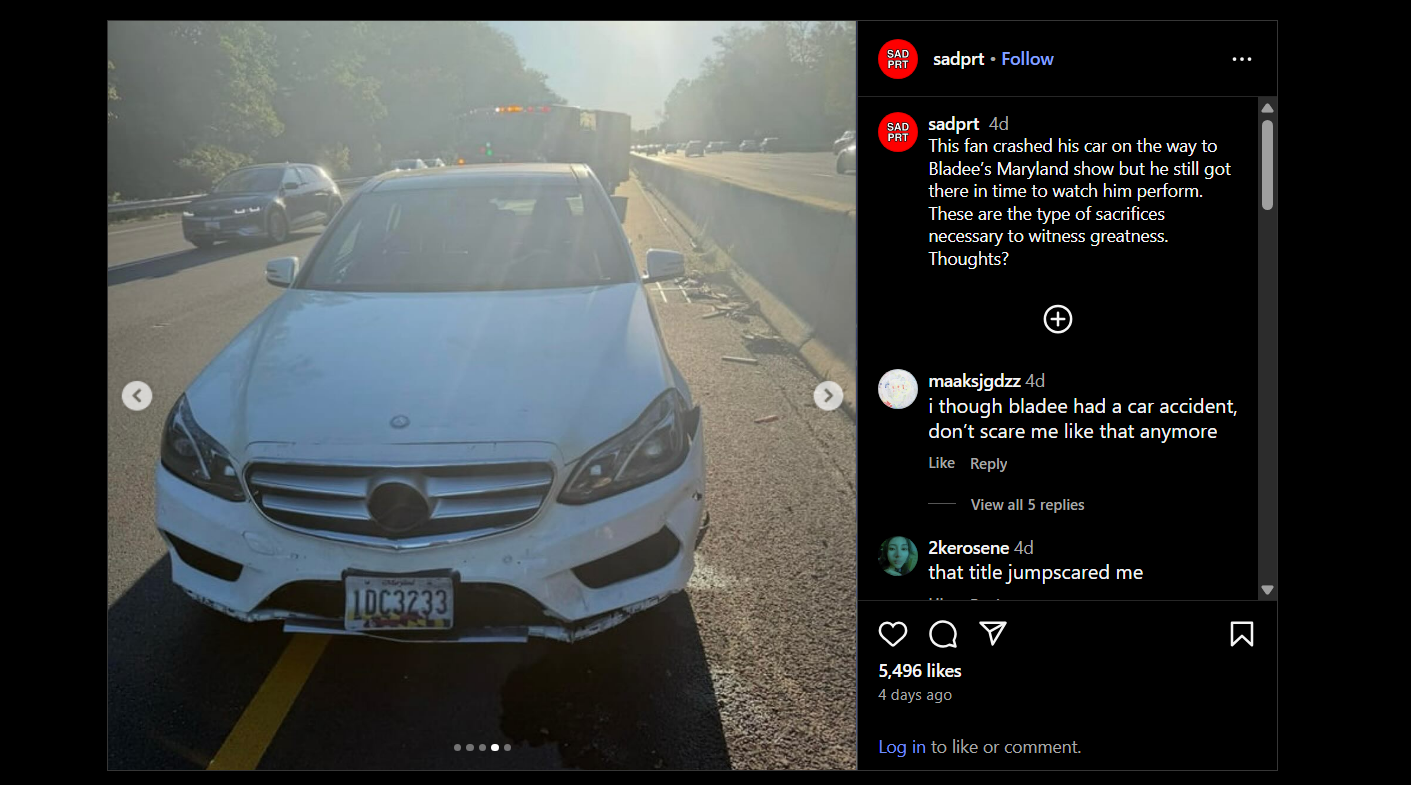 Maryland
1DC3233
SAD
PRT
sadprt • Follow
SAD
PRT
sadprt 4d
This fan crashed his car on the way to
Bladee’s Maryland show but he still got
there in time to watch him perform.
These are the type of sacrifices
necessary to witness greatness.
Thoughts?
maaksjgdzz 4d
i though bladee had a car accident,
don’t scare me like that anymore
Like Reply
View all 5 replies
2kerosene 4d
that title jumpscared me
5,496 likes
4 days ago
Log in to like or comment.